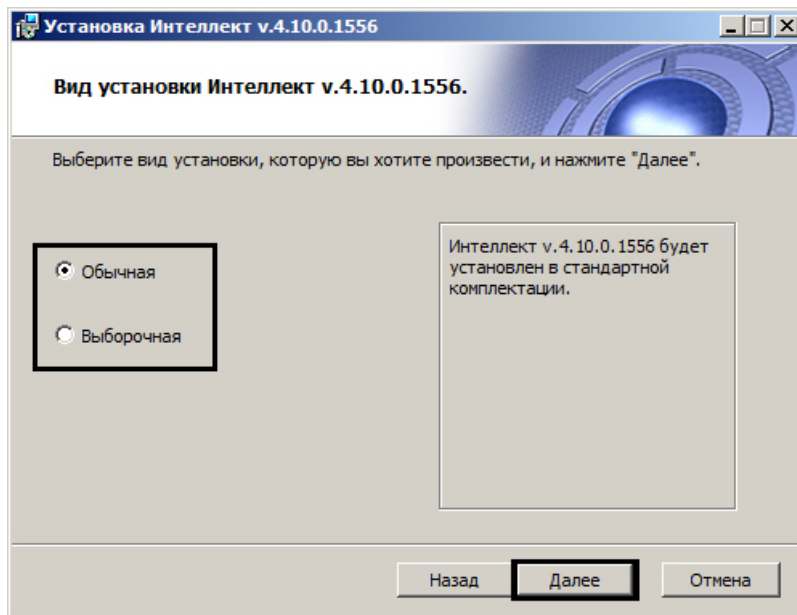 Установка Интеллект v.4.10.0.1556
Вид установки Интеллект v.4.10.0.1556.
Выберите вид установки, которую вы хотите произвести, и нажмите "Далее".
Обычная
Выборочная
Интеллект v.4.10.0.1556 будет
установлен в стандартной
комплектации.
Назад
Далее
Отмена